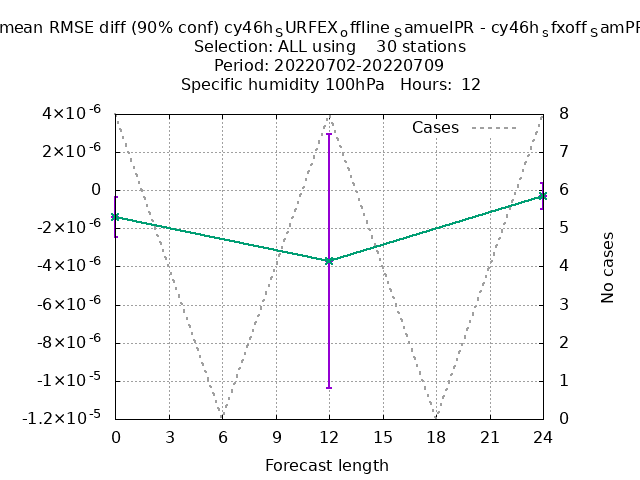 mean RMSE diff (90% conf) cy46h_SURFEX_offline_SamuelPR - cy46h_sfxoff_SamPR
Selection: ALL using 30 stations
Period: 20220702-20220709
Specific humidity 100hPa Hours: 12
Cases
4×10^-6
2×10^-6
0
-2×10^-6
-4×10^-6
-6×10^-6
-8×10^-6
-1×10^-5
-1.2×10^-5
8
7
6
5
4
3
2
1
0
No cases
0 3 6 9 12 15 18 21 24
Forecast length